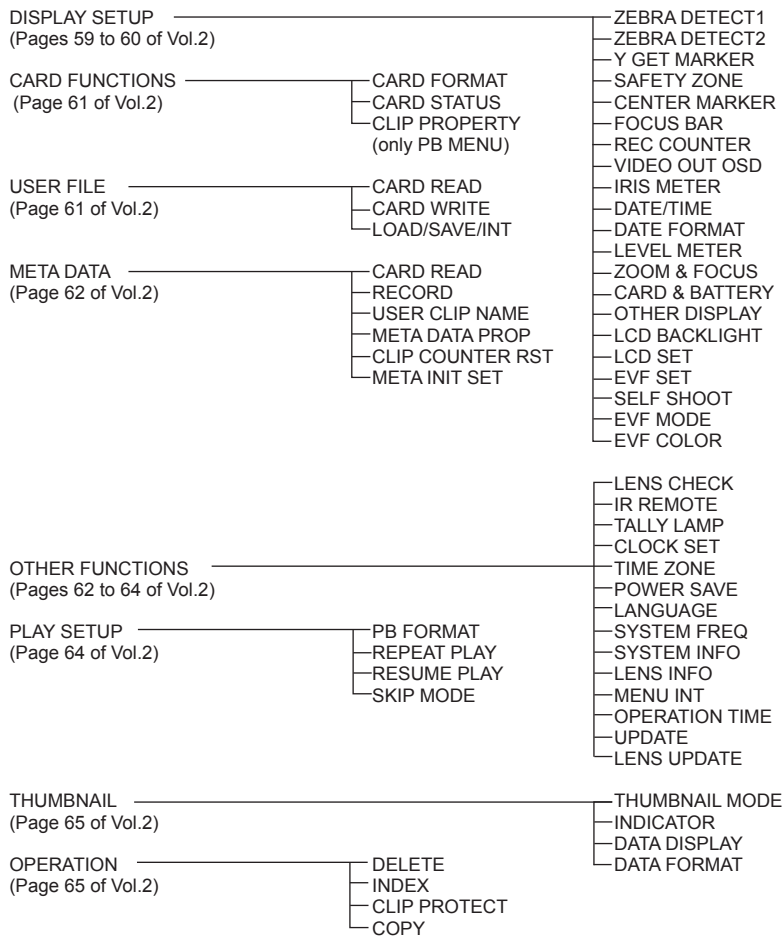 DISPLAY SETUP
(Pages 59 to 60 of Vol.2)
ZEBRA DETECT1
ZEBRA DETECT2
Y GET MARKER
SAFETY ZONE
CENTER MARKER
FOCUS BAR
REC COUNTER
VIDEO OUT OSD
IRIS METER
DATE/TIME
DATE FORMAT
LEVEL METER
ZOOM & FOCUS
CARD & BATTERY
OTHER DISPLAY
LCD BACKLIGHT
LCD SET
EVF SET
SELF SHOOT
EVF MODE
EVF COLOR
CARD FUNCTIONS
(Page 61 of Vol.2)
CARD FORMAT
CARD STATUS
CLIP PROPERTY
(only PB MENU)
USER FILE
(Page 61 of Vol.2)
CARD READ
CARD WRITE
LOAD/SAVE/INT
META DATA
(Page 62 of Vol.2)
CARD READ
RECORD
USER CLIP NAME
META DATA PROP
CLIP COUNTER RST
META INIT SET
OTHER FUNCTIONS
(Pages 62 to 64 of Vol.2)
LENS CHECK
IR REMOTE
TALLY LAMP
CLOCK SET
TIME ZONE
POWER SAVE
LANGUAGE
SYSTEM FREQ
SYSTEM INFO
LENS INFO
MENU INT
OPERATION TIME
UPDATE
LENS UPDATE
PLAY SETUP
(Page 64 of Vol.2)
PB FORMAT
REPEAT PLAY
RESUME PLAY
SKIP MODE
THUMBNAIL
(Page 65 of Vol.2)
THUMBNAIL MODE
INDICATOR
DATA DISPLAY
DATA FORMAT
OPERATION
(Page 65 of Vol.2)
DELETE
INDEX
CLIP PROTECT
COPY